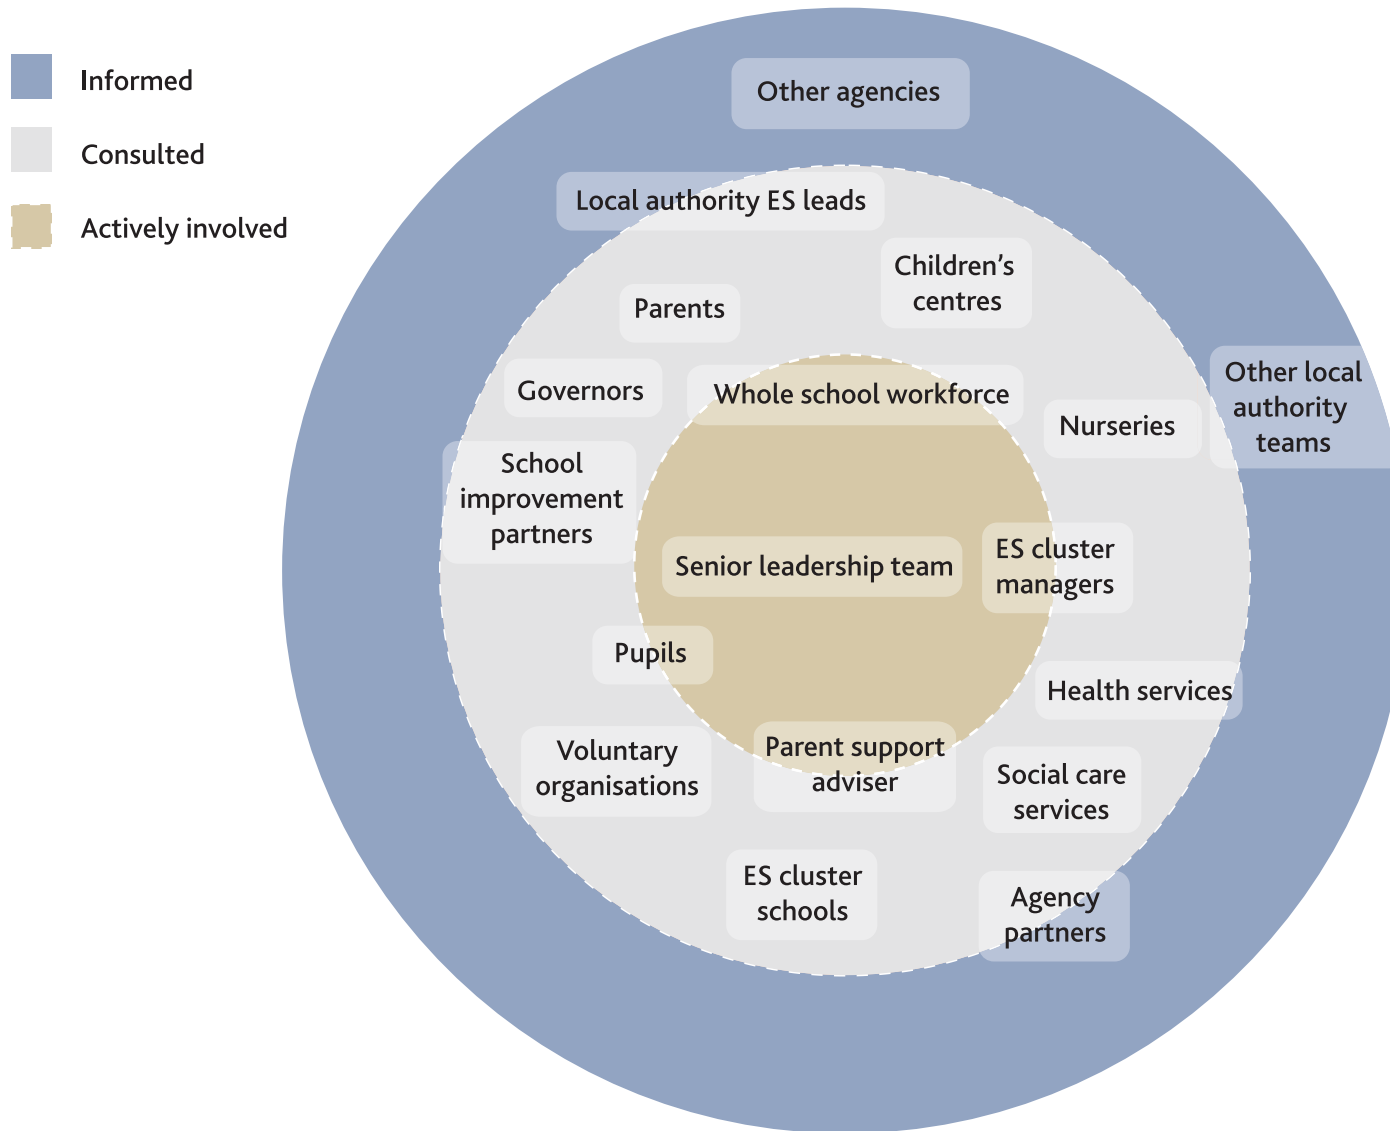 Informed
Consulted
Actively involved
Other agencies
Local authority ES leads
Children’s
centres
Parents
Governors
Whole school workforce
Other local
authority
teams
Nurseries
School
improvement
partners
Senior leadership team
ES cluster
managers
Pupils
Health services
Voluntary
organisations
Parent support
adviser
Social care
services
ES cluster
schools
Agency
partners